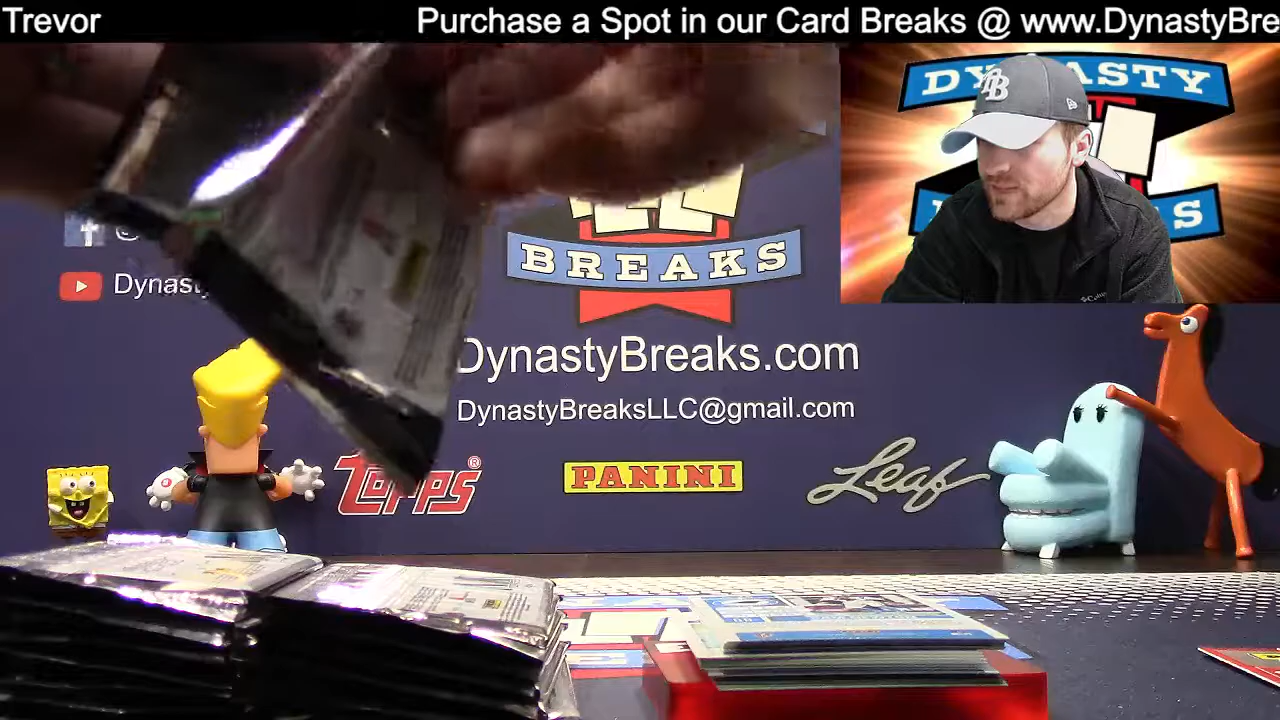 Trevor
Purchase a Spot in our Card Breaks @ www.DynastyBre
DYNASTY
BREAKS
Dynasty
DynastyBreaks.com
DynastyBreaksLLC@gmail.com
TOPPS®
PANINI
Leaf